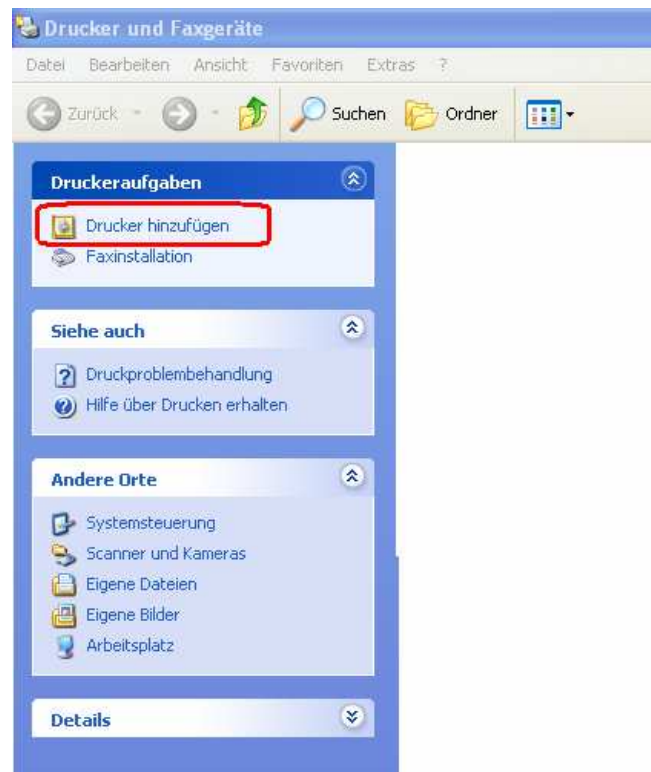 Drucker und Faxgeräte
Datei Bearbeiten Ansicht Favoriten Extras ?
Zurück Suchen Ordner
Druckeraufgaben
Drucker hinzufügen
Faxinstallation
Siehe auch
Druckproblembehandlung
Hilfe über Drucken erhalten
Andere Orte
Systemsteuerung
Scanner und Kameras
Eigene Dateien
Eigene Bilder
Arbeitsplatz
Details